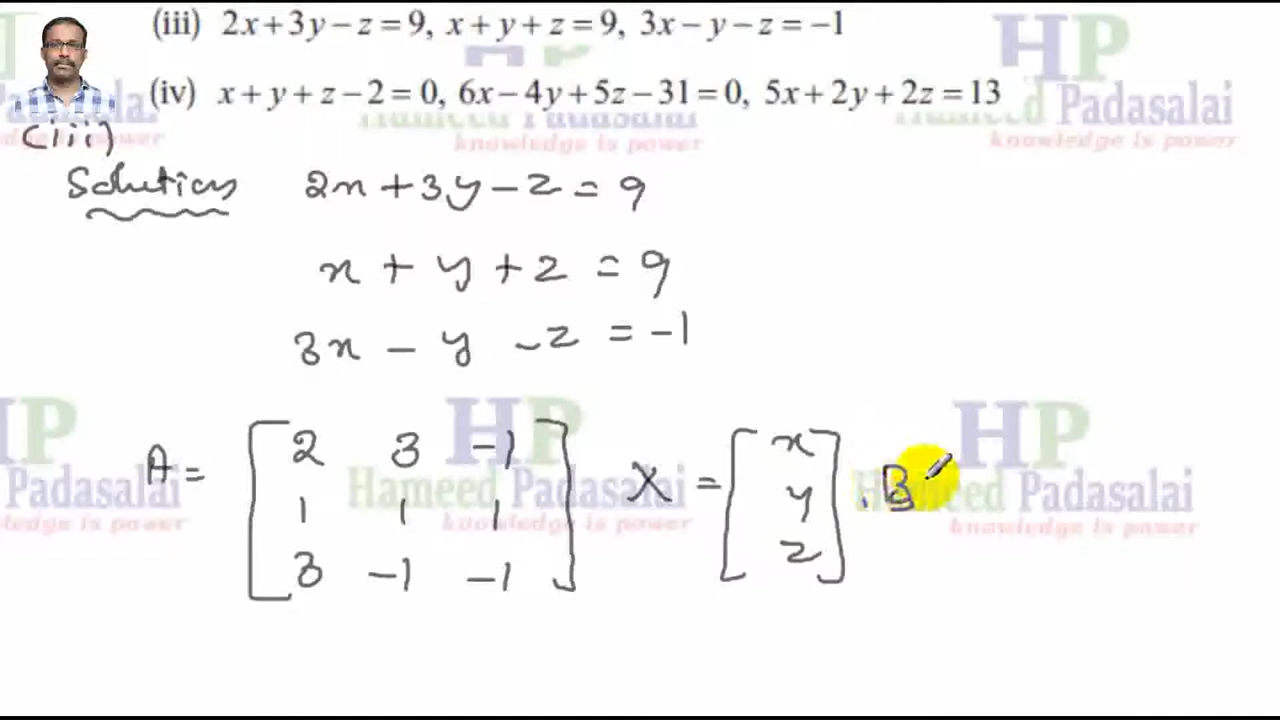 (iii) 2x+3y−z=9, x+y+z=9, 3x−y−z=−1
(iv) x+y+z−2=0, 6x−4y+5z−31=0, 5x+2y+2z=13
(iii)
Solution 2x+3y-z=9
x+y+z=9
3x-y-z=-1
A= [2 3 -1
1 1 1
3 -1 -1] X=[x
y
z], B
HP
Hameed Padasalai
knowledge is power